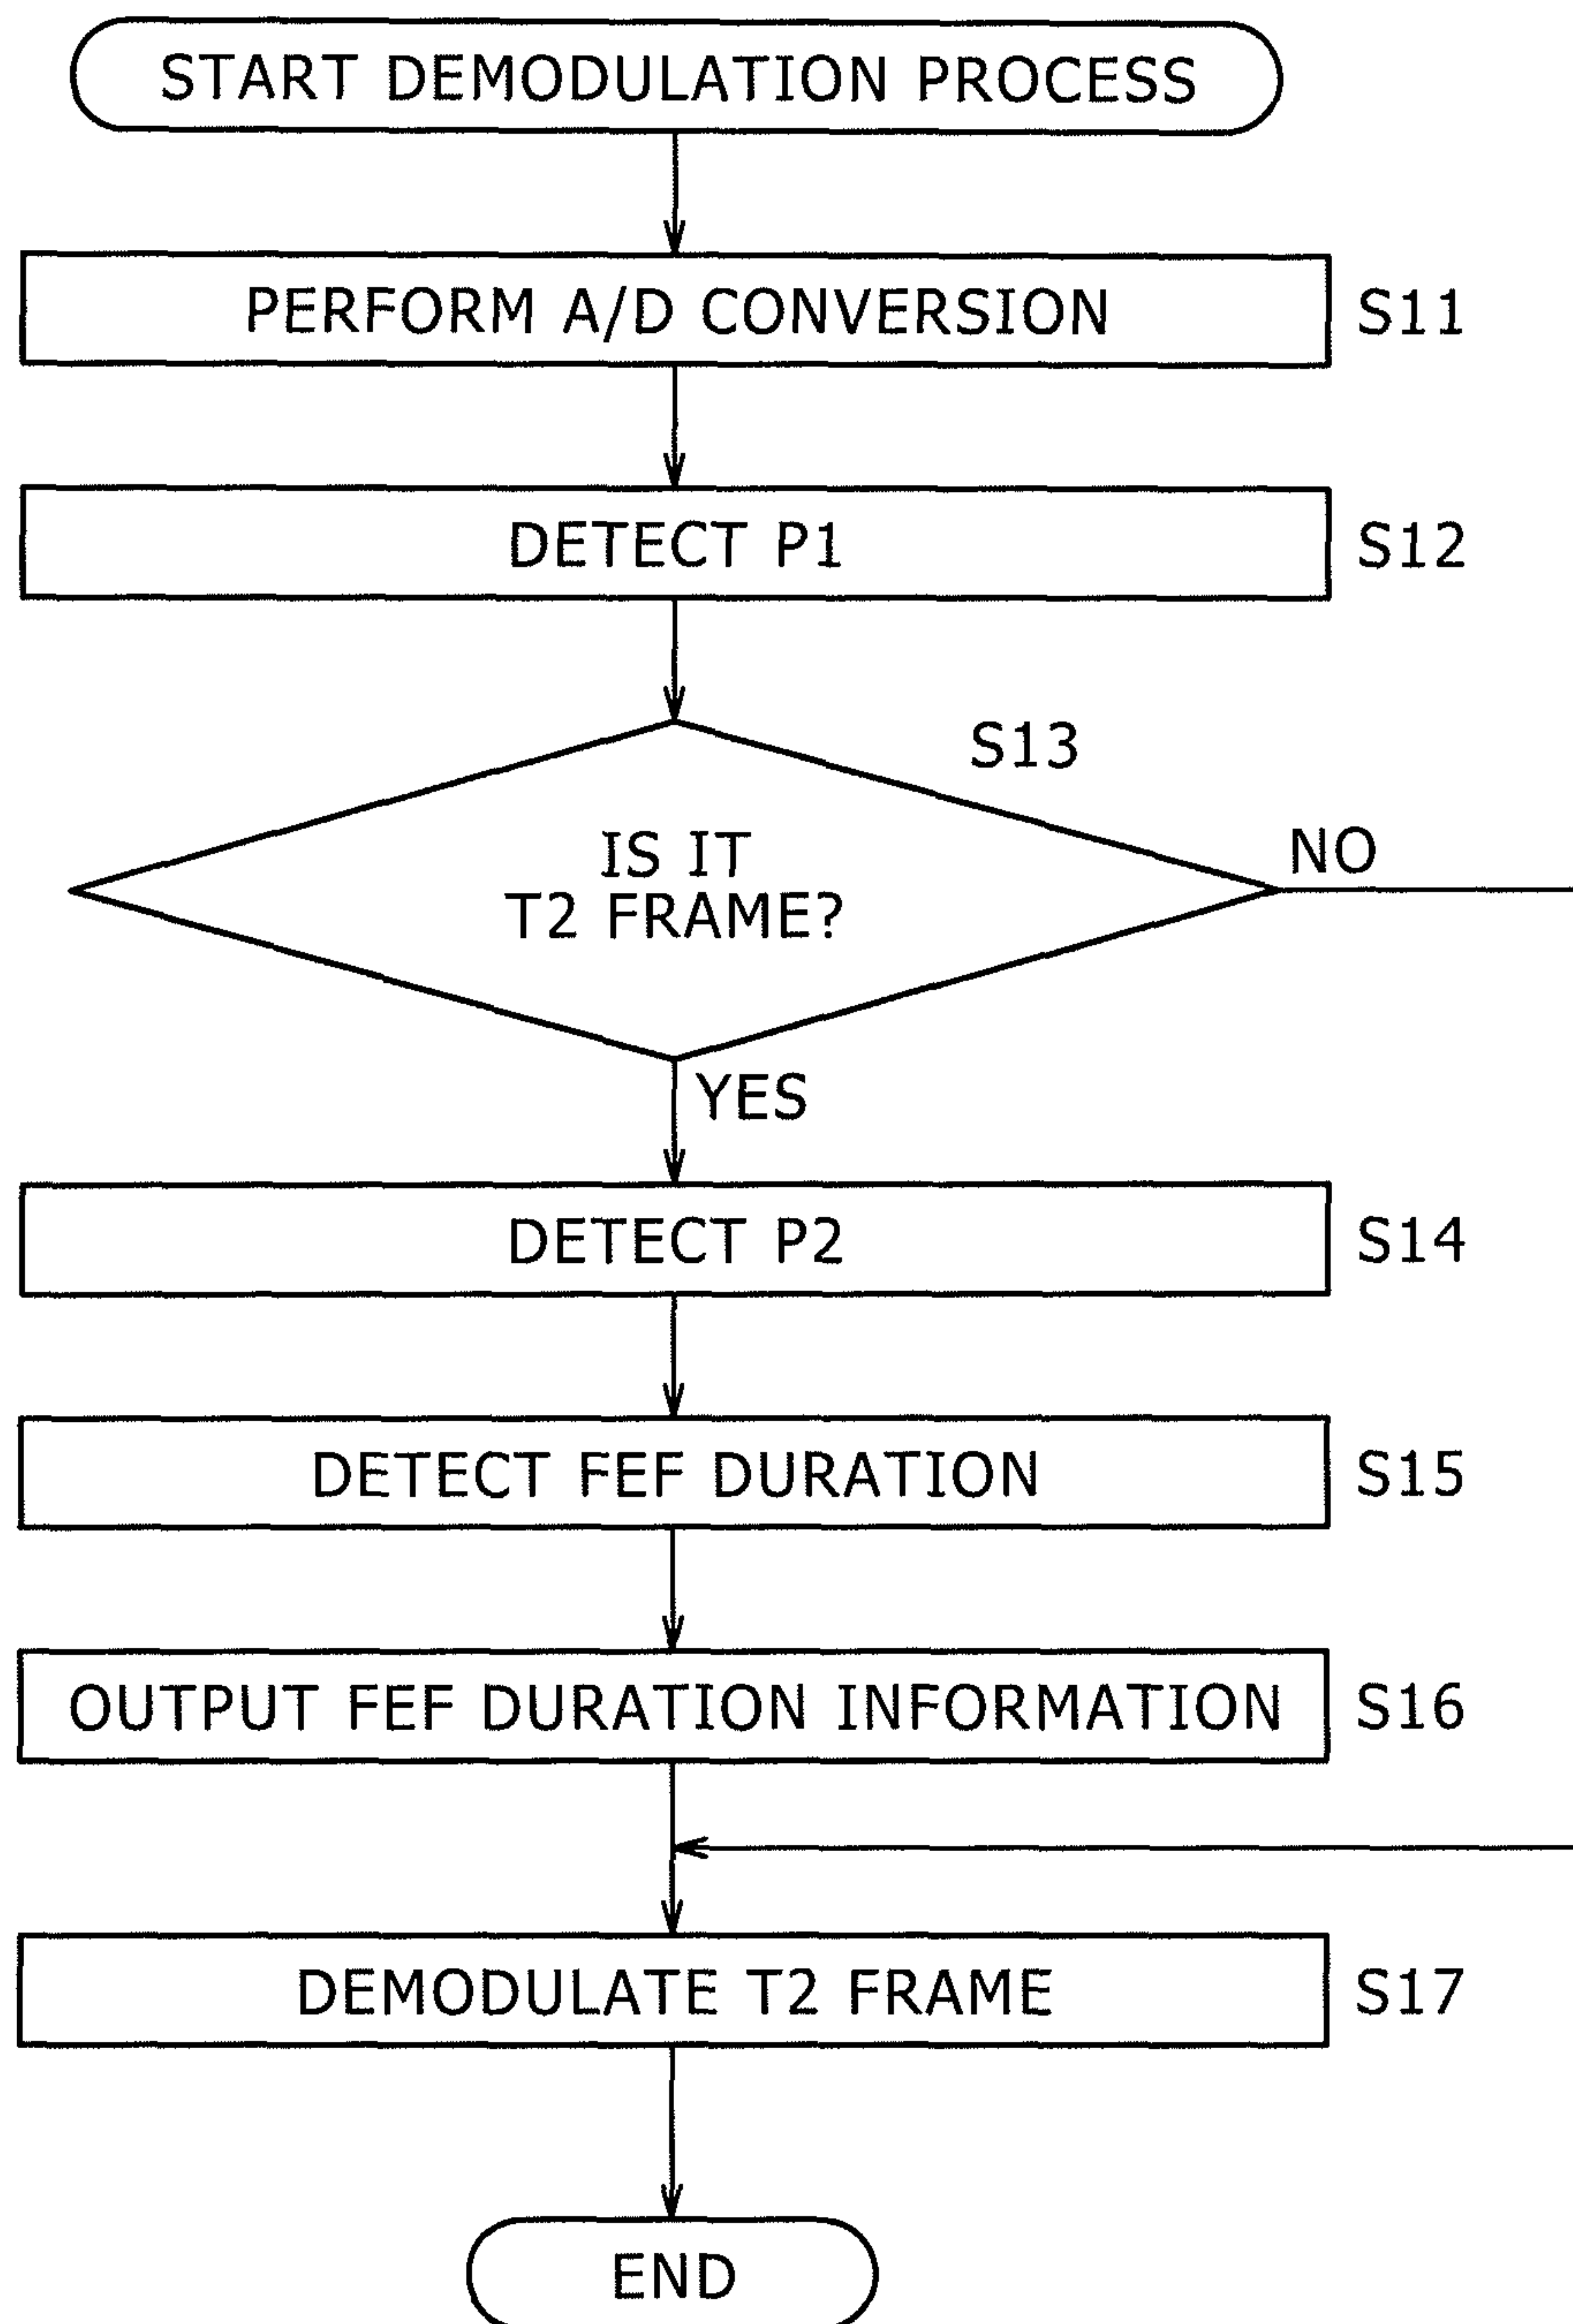 START DEMODULATION PROCESS
PERFORM A/D CONVERSION
S11
DETECT P1
S12
S13
IS IT
T2 FRAME?
NO
YES
DETECT P2
S14
DETECT FEF DURATION
S15
OUTPUT FEF DURATION INFORMATION
S16
DEMODULATE T2 FRAME
S17
END